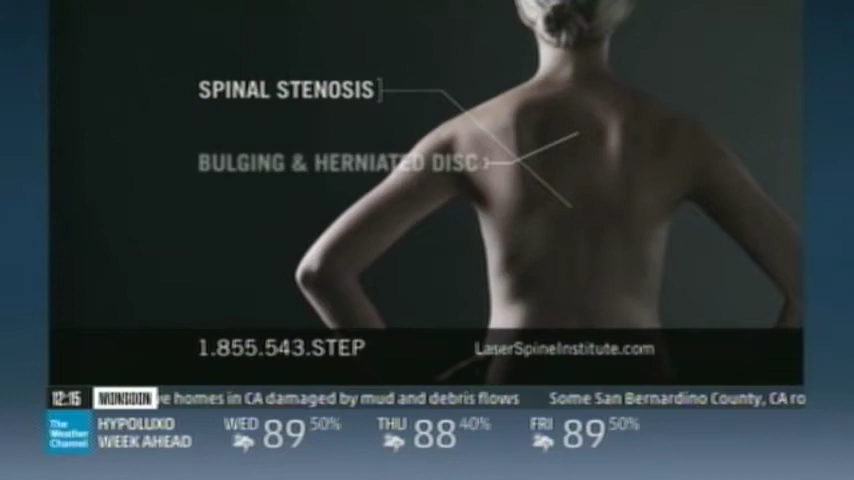 SPINAL STENOSIS
BULGING & HERNIATED DISC
1.855.543.STEP
LaserSpineInstitute.com
12:15 MONSOON e homes in CA damaged by mud and debris flows Some San Bernardino County, CA ro
The Weather Channel
HYPOLUXO WEEK AHEAD
WED 89 50%
THU 88 40%
FRI 89 50%